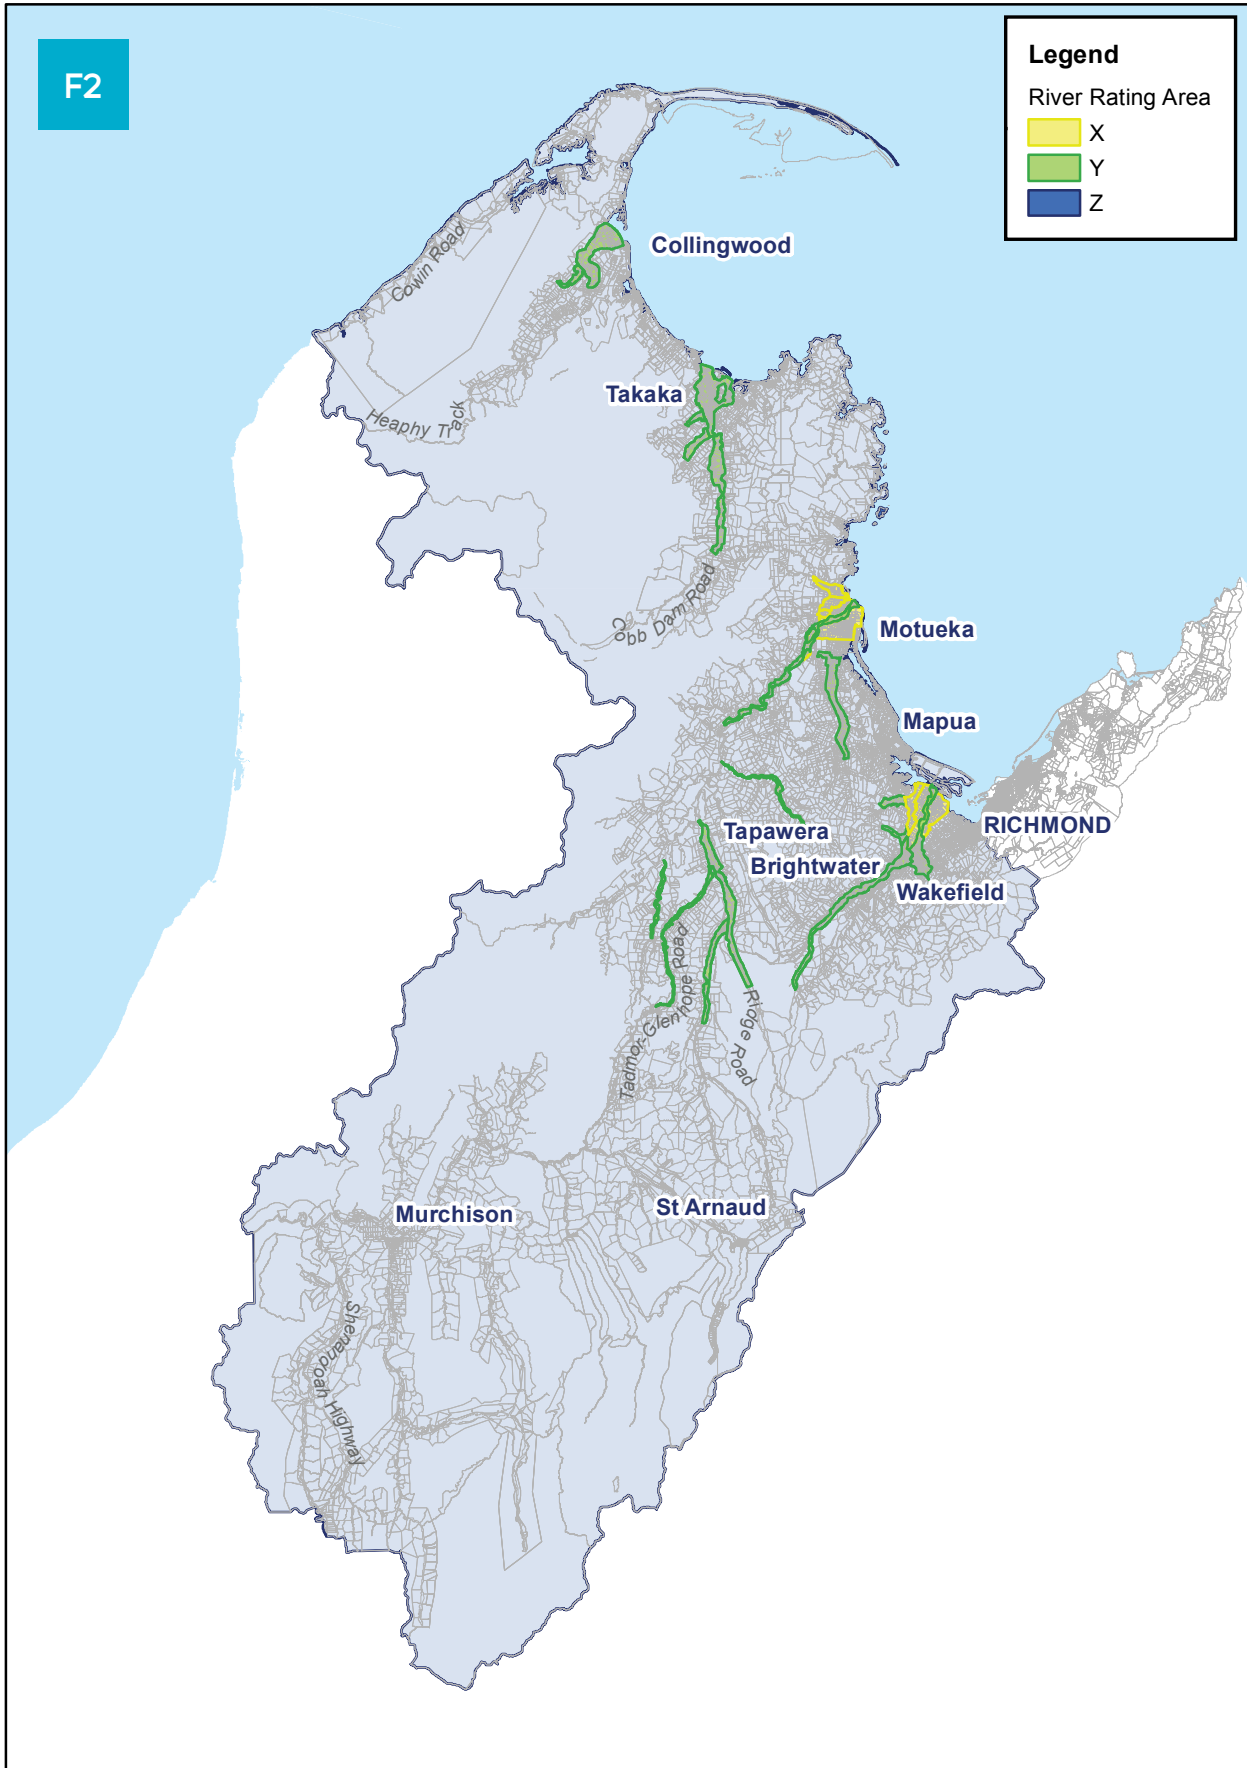 F2
Legend
River Rating Area
X
Y
Z
Collingwood
Cowin Road
Takaka
Heaphy Track
Cobb Dam Road
Motueka
Mapua
RICHMOND
Tapawera
Brightwater
Wakefield
Tadmor-Glenhope Road
Ridge Road
St Arnaud
Murchison
Shenandoah Highway